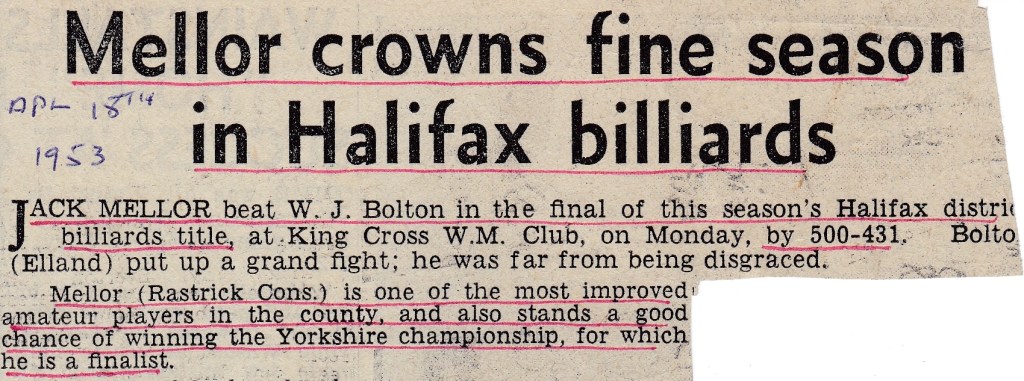 Mellor crowns fine season
in Halifax billiards
APL 18TH
1953
JACK MELLOR beat W. J. Bolton in the final of this season's Halifax distri
billiards title, at King Cross W.M. Club, on Monday, by 500-431. Bolto
(Elland) put up a grand fight; he was far from being disgraced.
Mellor (Rastrick Cons.) is one of the most improved
amateur players in the county, and also stands a good
chance of winning the Yorkshire championship, for which
he is a finalist.